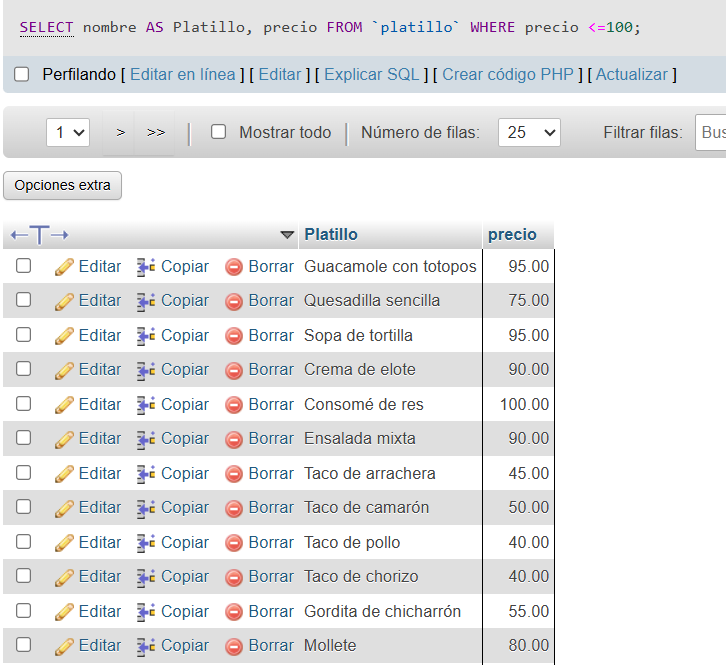 SELECT nombre AS Platillo, precio FROM `platillo` WHERE precio <=100;
Perfilando [ Editar en línea ] [ Editar ] [ Explicar SQL ] [ Crear código PHP ] [ Actualizar ]
1 > >> | Mostrar todo | Número de filas: 25 Filtrar filas: Bus
Opciones extra
←T→ Platillo precio
Editar Copiar Borrar Guacamole con totopos 95.00
Editar Copiar Borrar Quesadilla sencilla 75.00
Editar Copiar Borrar Sopa de tortilla 95.00
Editar Copiar Borrar Crema de elote 90.00
Editar Copiar Borrar Consomé de res 100.00
Editar Copiar Borrar Ensalada mixta 90.00
Editar Copiar Borrar Taco de arrachera 45.00
Editar Copiar Borrar Taco de camarón 50.00
Editar Copiar Borrar Taco de pollo 40.00
Editar Copiar Borrar Taco de chorizo 40.00
Editar Copiar Borrar Gordita de chicharrón 55.00
Editar Copiar Borrar Mollete 80.00